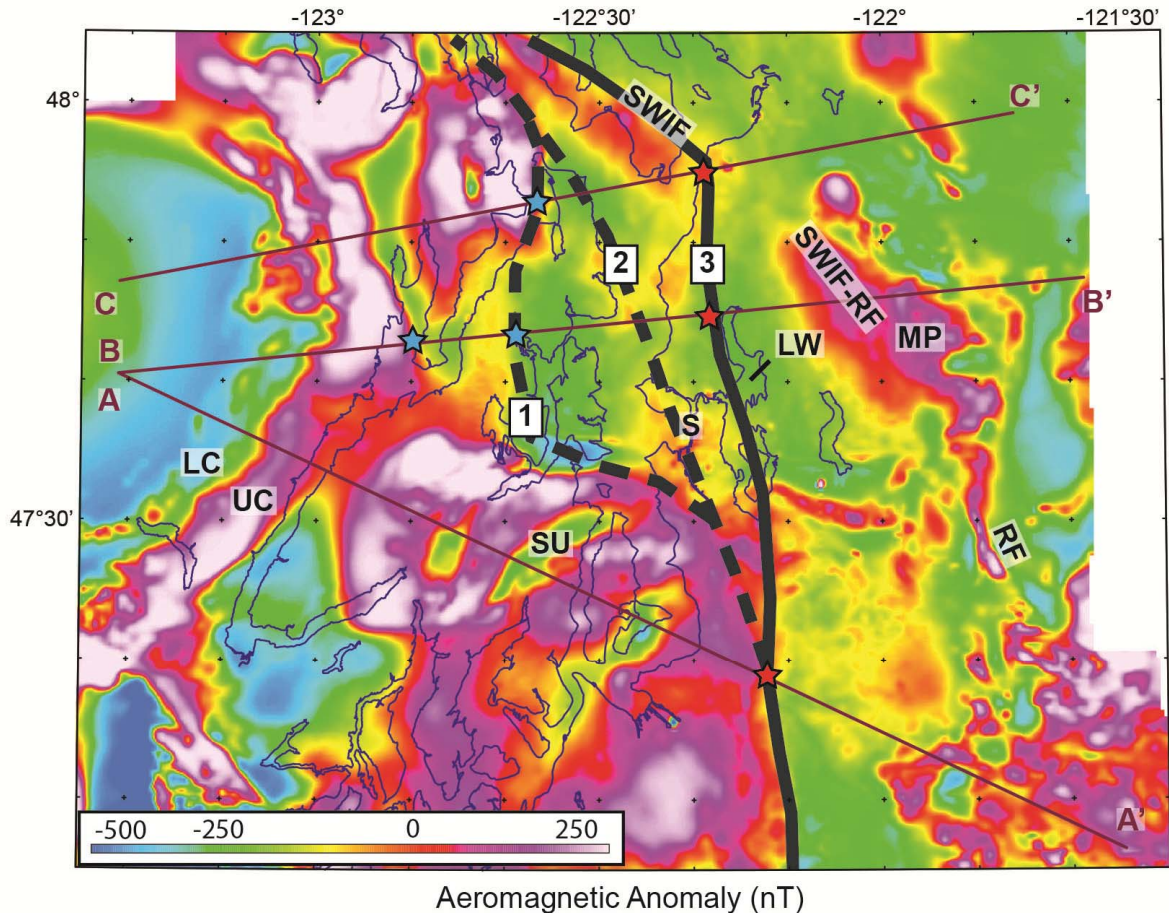 -123°
-122°30'
-122°
-121°30'
48°
47°30'
SWIF
C'
C
2
3
SWIF-RF
MP
B'
B
A
LW
1
S
LC
UC
SU
RF
A'
-500 -250 0 250
Aeromagnetic Anomaly (nT)